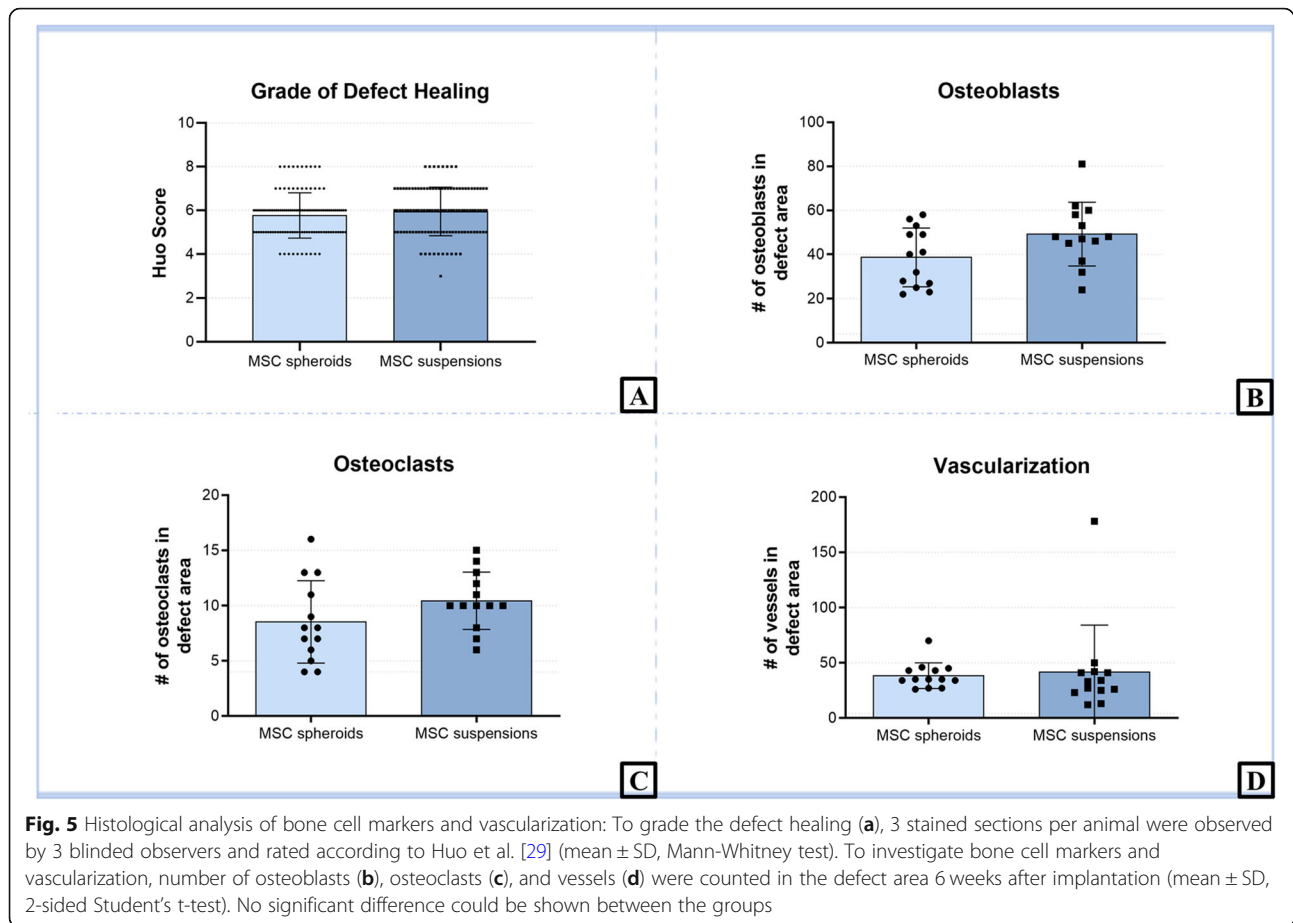 Grade of Defect Healing
10
8
6
4
2
0
Huo Score
MSC spheroids
MSC suspensions
A
Osteoblasts
100
80
60
40
20
0
# of osteoblasts in
defect area
MSC spheroids
MSC suspensions
B
Osteoclasts
20
15
10
5
0
# of osteoclasts in
defect area
MSC spheroids
MSC suspensions
C
Vascularization
200
150
100
50
0
# of vessels in
defect area
MSC spheroids
MSC suspensions
D
Fig. 5 Histological analysis of bone cell markers and vascularization: To grade the defect healing (a), 3 stained sections per animal were observed
by 3 blinded observers and rated according to Huo et al. [29] (mean ± SD, Mann-Whitney test). To investigate bone cell markers and
vascularization, number of osteoblasts (b), osteoclasts (c), and vessels (d) were counted in the defect area 6 weeks after implantation (mean ± SD,
2-sided Student's t-test). No significant difference could be shown between the groups